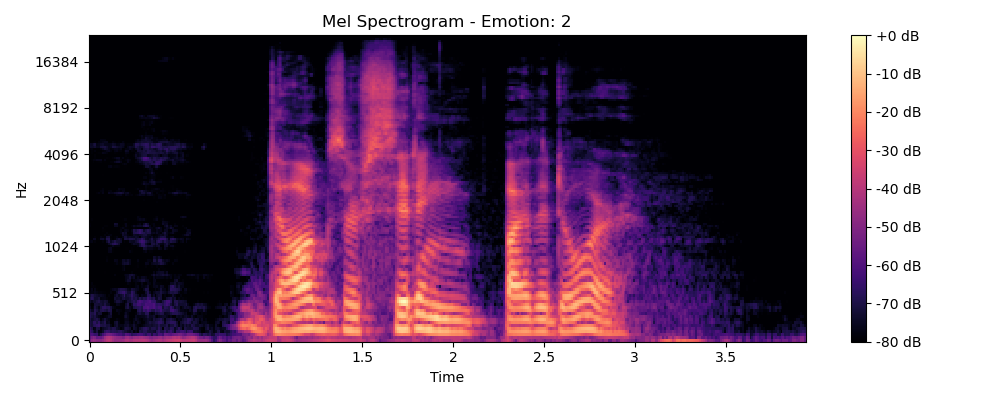 Mel Spectrogram - Emotion: 2
Hz
16384
8192
4096
2048
1024
512
0
0 0.5 1 1.5 2 2.5 3 3.5
Time
+0 dB
-10 dB
-20 dB
-30 dB
-40 dB
-50 dB
-60 dB
-70 dB
-80 dB